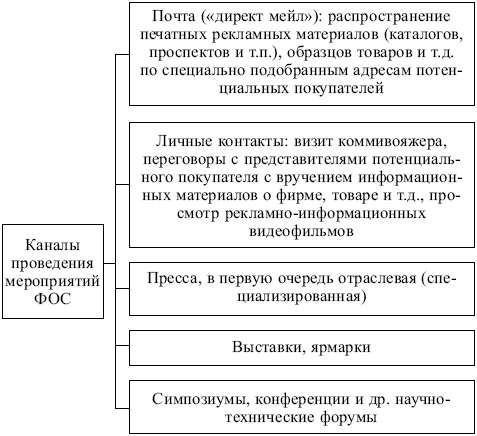 Почта («директ мейл»): распространение
печатных рекламных материалов (каталогов,
проспектов и т.п.), образцов товаров и т.д.
по специально подобранным адресам потен-
циальных покупателей
Личные контакты: визит коммивояжера,
переговоры с представителями потенциаль-
ного покупателя с вручением информацион-
ных материалов о фирме, товаре и т.д., про-
смотр рекламно-информационных
видеофильмов
Каналы
проведения
мероприятий
ФОС
Пресса, в первую очередь отраслевая (спе-
циализированная)
Выставки, ярмарки
Симпозиумы, конференции и др. научно-
технические форумы